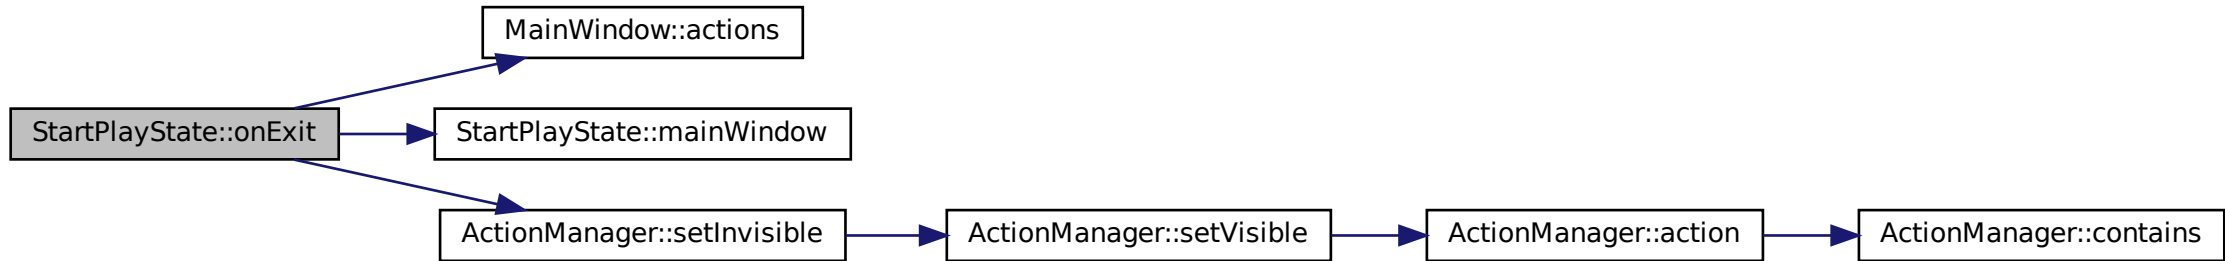 MainWindow::actions
StartPlayState::onExit
StartPlayState::mainWindow
ActionManager::setInvisible
ActionManager::setVisible
ActionManager::action
ActionManager::contains